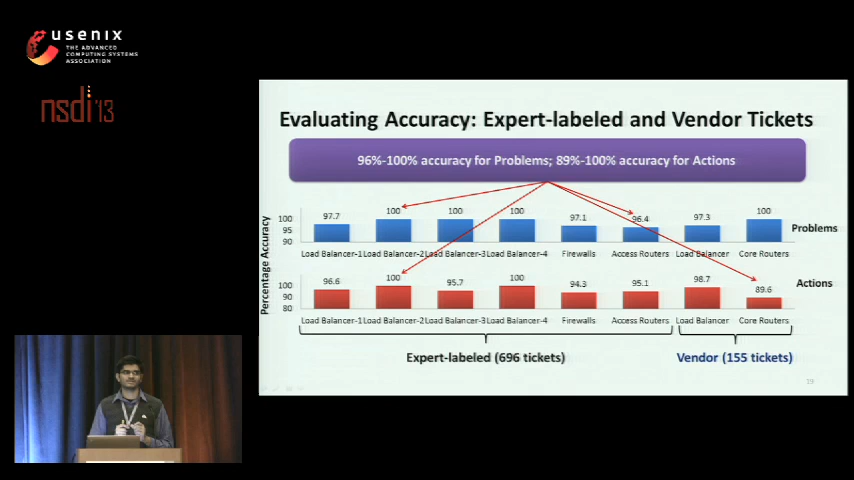 usenix
THE ADVANCED
COMPUTING SYSTEMS
ASSOCIATION
nsdi '13
Evaluating Accuracy: Expert-labeled and Vendor Tickets
96%-100% accuracy for Problems; 89%-100% accuracy for Actions
Percentage Accuracy
100
95
90
97.7 100 100 100 97.1 96.4 97.3 100
Problems
Load Balancer-1 Load Balancer-2 Load Balancer-3 Load Balancer-4 Firewalls Access Routers Load Balancer Core Routers
100
90
80
96.6 100 95.7 100 94.3 95.1 98.7 89.6
Actions
Load Balancer-1 Load Balancer-2 Load Balancer-3 Load Balancer-4 Firewalls Access Routers Load Balancer Core Routers
Expert-labeled (696 tickets) Vendor (155 tickets)
19